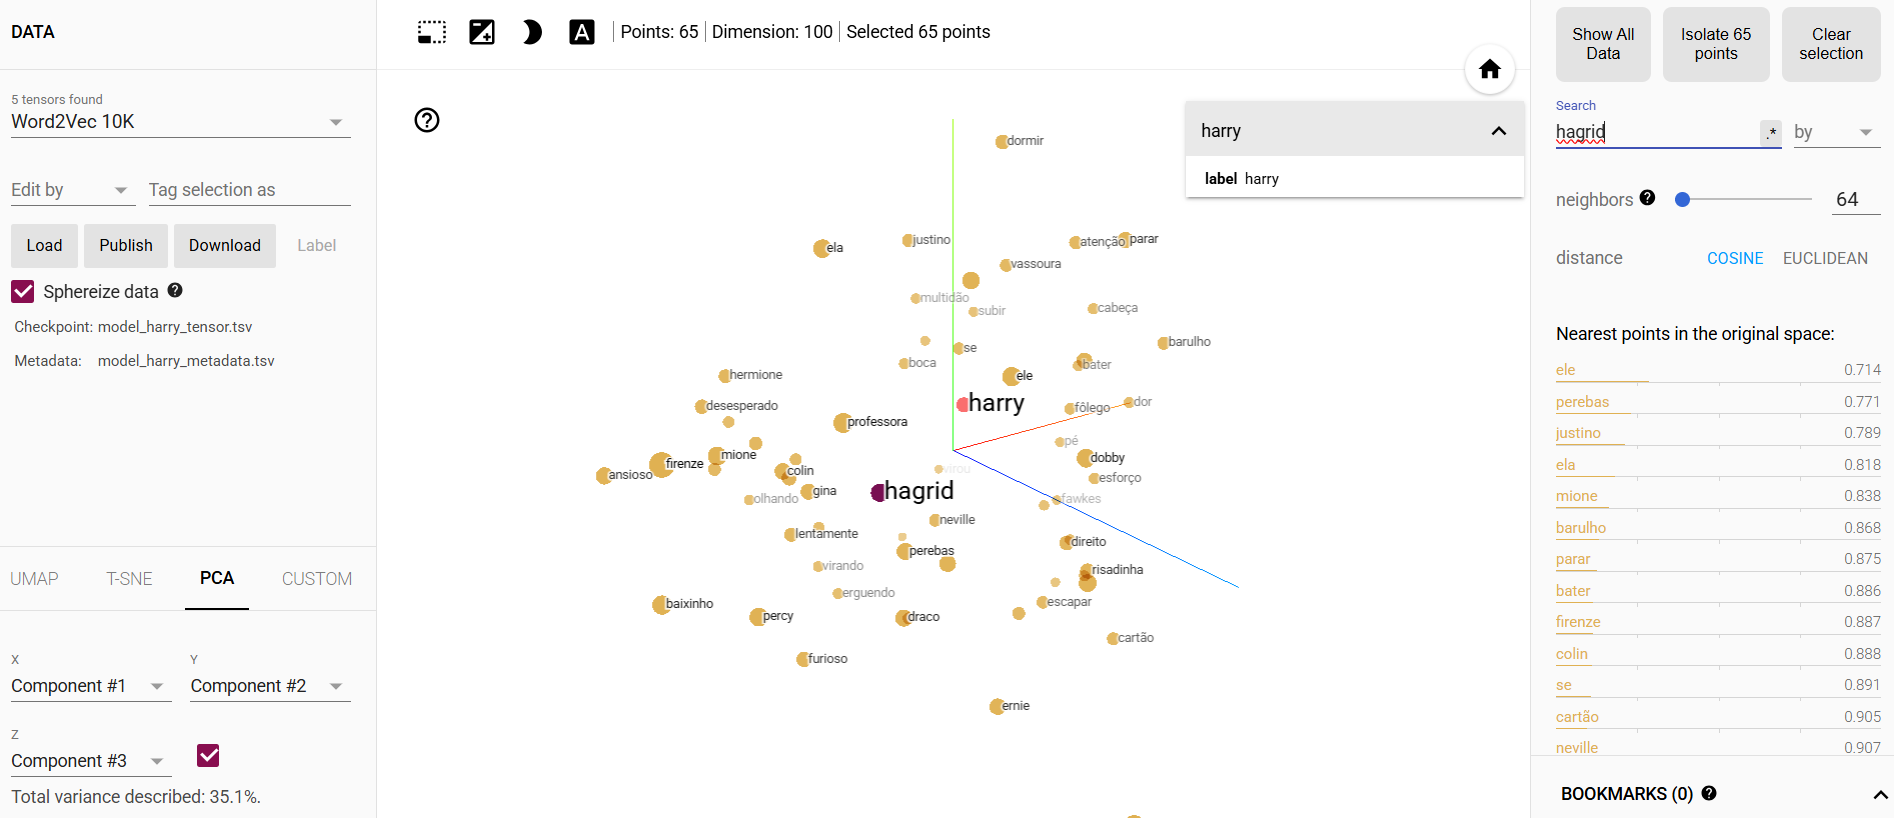 DATA
5 tensors found
Word2Vec 10K
Edit by
Tag selection as
Load
Publish
Download
Label
Sphereize data
Checkpoint: model_harry_tensor.tsv
Metadata: model_harry_metadata.tsv
UMAP
T-SNE
PCA
CUSTOM
X
Component #1
Y
Component #2
Z
Component #3
Total variance described: 35.1%.
A
Points: 65
Dimension: 100
Selected 65 points
harry
label harry
dormir
ela
justino
atenção
parar
vassoura
multidão
subir
cabeça
se
barulho
boca
bater
hermione
ele
desesperado
harry
fôlego
dor
professora
pé
mione
firenze
dobby
ansioso
colin
virou
esforço
gina
hagrid
olhando
fawkes
neville
lentamente
direito
perebas
virando
risadinha
erguendo
baixinho
escapar
percy
draco
cartão
furioso
ernie
Show All
Data
Isolate 65
points
Clear
selection
Search
hagrid
.*
by
neighbors
64
distance
COSINE
EUCLIDEAN
Nearest points in the original space:
ele 0.714
perebas 0.771
justino 0.789
ela 0.818
mione 0.838
barulho 0.868
parar 0.875
bater 0.886
firenze 0.887
colin 0.888
se 0.891
cartão 0.905
neville 0.907
BOOKMARKS (0)